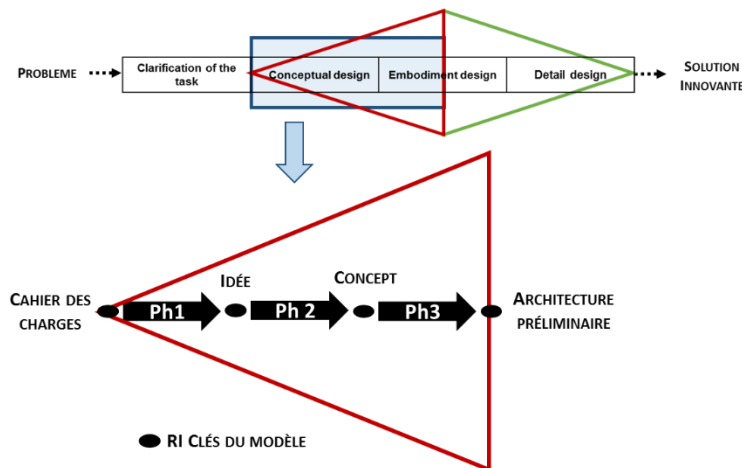 PROBLEME
Clarification of the
task
Conceptual design
Embodiment design
Detail design
SOLUTION
INNOVANTE
CAHIER DES
CHARGES
Ph1
IDÉE
Ph 2
CONCEPT
Ph3
ARCHITECTURE
PRÉLIMINAIRE
RI CLÉS DU MODÈLE